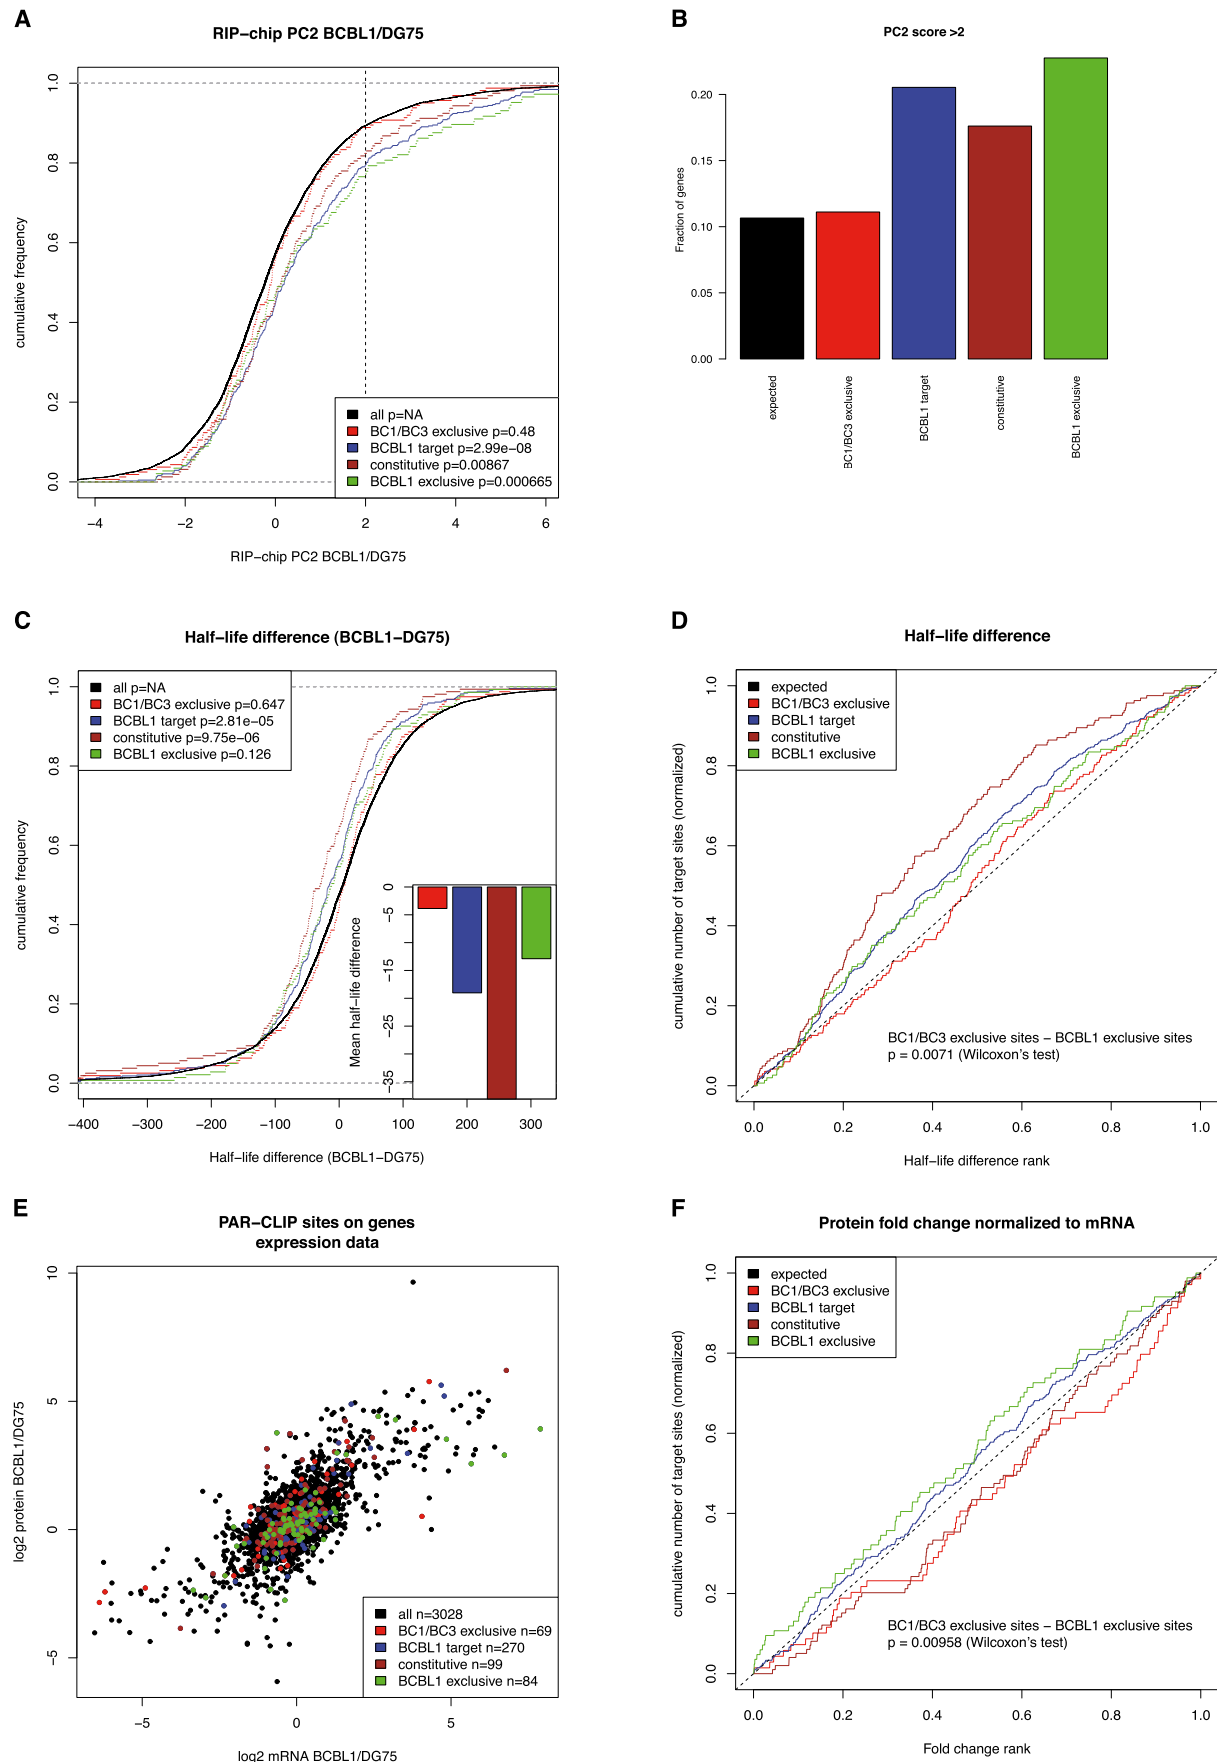 A
RIP−chip PC2 BCBL1/DG75
cumulative frequency
0.0
0.2
0.4
0.6
0.8
1.0
all p=NA
BC1/BC3 exclusive p=0.48
BCBL1 target p=2.99e−08
constitutive p=0.00867
BCBL1 exclusive p=0.000665
−4
−2
0
2
4
6
RIP−chip PC2 BCBL1/DG75
B
PC2 score >2
Fraction of genes
0.20
0.15
0.10
0.05
0.00
expected
BC1/BC3 exclusive
BCBL1 target
constitutive
BCBL1 exclusive
C
Half−life difference (BCBL1−DG75)
cumulative frequency
0.0
0.2
0.4
0.6
0.8
1.0
all p=NA
BC1/BC3 exclusive p=0.647
BCBL1 target p=2.81e−05
constitutive p=9.75e−06
BCBL1 exclusive p=0.126
Mean half−life difference
0
−5
−15
−25
−35
−400
−300
−200
−100
0
100
200
300
Half−life difference (BCBL1−DG75)
D
Half−life difference
cumulative number of target sites (normalized)
0.0
0.2
0.4
0.6
0.8
1.0
expected
BC1/BC3 exclusive
BCBL1 target
constitutive
BCBL1 exclusive
BC1/BC3 exclusive sites − BCBL1 exclusive sites
p = 0.0071 (Wilcoxon's test)
0.0
0.2
0.4
0.6
0.8
1.0
Half−life difference rank
E
PAR−CLIP sites on genes
expression data
log2 protein BCBL1/DG75
10
5
0
−5
all n=3028
BC1/BC3 exclusive n=69
BCBL1 target n=270
constitutive n=99
BCBL1 exclusive n=84
−5
0
5
log2 mRNA BCBL1/DG75
F
Protein fold change normalized to mRNA
cumulative number of target sites (normalized)
0.0
0.2
0.4
0.6
0.8
1.0
expected
BC1/BC3 exclusive
BCBL1 target
constitutive
BCBL1 exclusive
BC1/BC3 exclusive sites − BCBL1 exclusive sites
p = 0.00958 (Wilcoxon's test)
0.0
0.2
0.4
0.6
0.8
1.0
Fold change rank